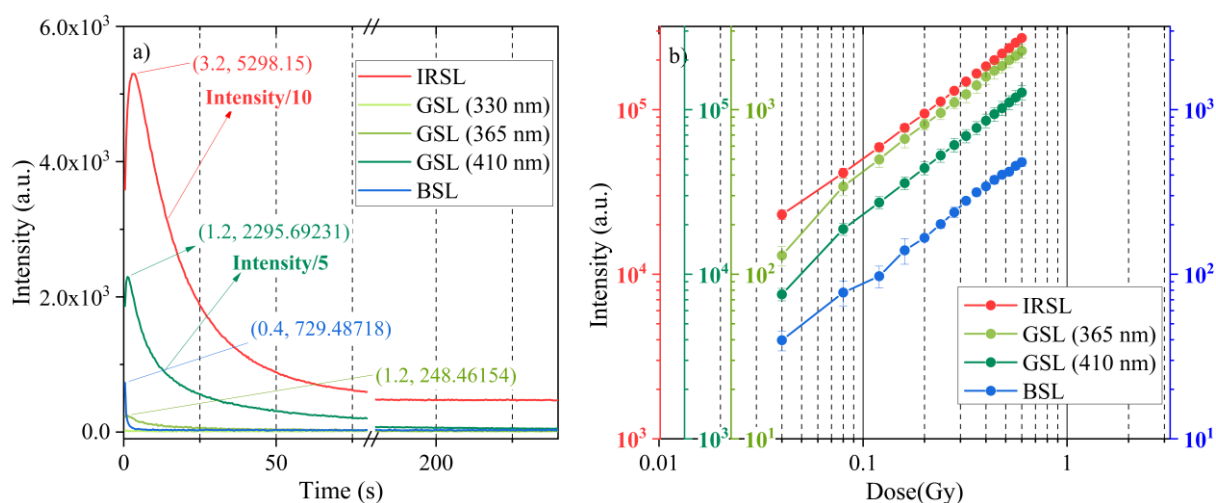 a)
6.0x10³
4.0x10³
2.0x10³
0.0
Intensity (a.u.)
0
50
200
Time (s)
(3.2, 5298.15)
Intensity/10
(1.2, 2295.69231)
Intensity/5
(0.4, 729.48718)
(1.2, 248.46154)
IRSL
GSL (330 nm)
GSL (365 nm)
GSL (410 nm)
BSL
b)
Intensity (a.u.)
10⁵
10⁴
10³
10⁵
10⁴
10³
10³
10²
10¹
10³
10²
10¹
0.01
0.1
1
Dose(Gy)
IRSL
GSL (365 nm)
GSL (410 nm)
BSL